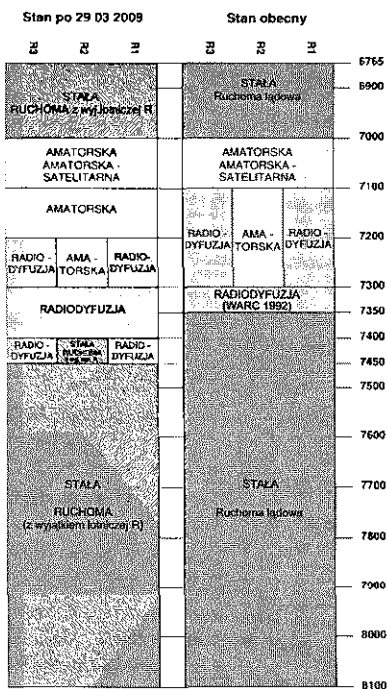 Stan po 29 03 2009
Stan obecny
R3
R2
R1
R3
R2
R1
6765
STAŁA
RUCHOMA z wyj.lotniczej R
STAŁA
Ruchoma lądowa
6900
7000
AMATORSKA
AMATORSKA -
SATELITARNA
AMATORSKA
AMATORSKA -
SATELITARNA
7100
AMATORSKA
7200
RADIO -
DYFUZJA
AMA -
TORSKA
RADIO-
DYFUZJA
RADIO -
DYFUZJA
AMA -
TORSKA
RADIO -
DYFUZJA
7300
RADIODYFUZJA
RADIODYFUZJA
(WARC 1992)
7350
7400
RADIO -
DYFUZJA
STAŁA
RUCHOMA
RADIO -
DYFUZJA
7450
7500
7600
STAŁA
RUCHOMA
(z wyjątkiem lotniczej R)
STAŁA
Ruchoma lądowa
7700
7800
7900
8000
8100